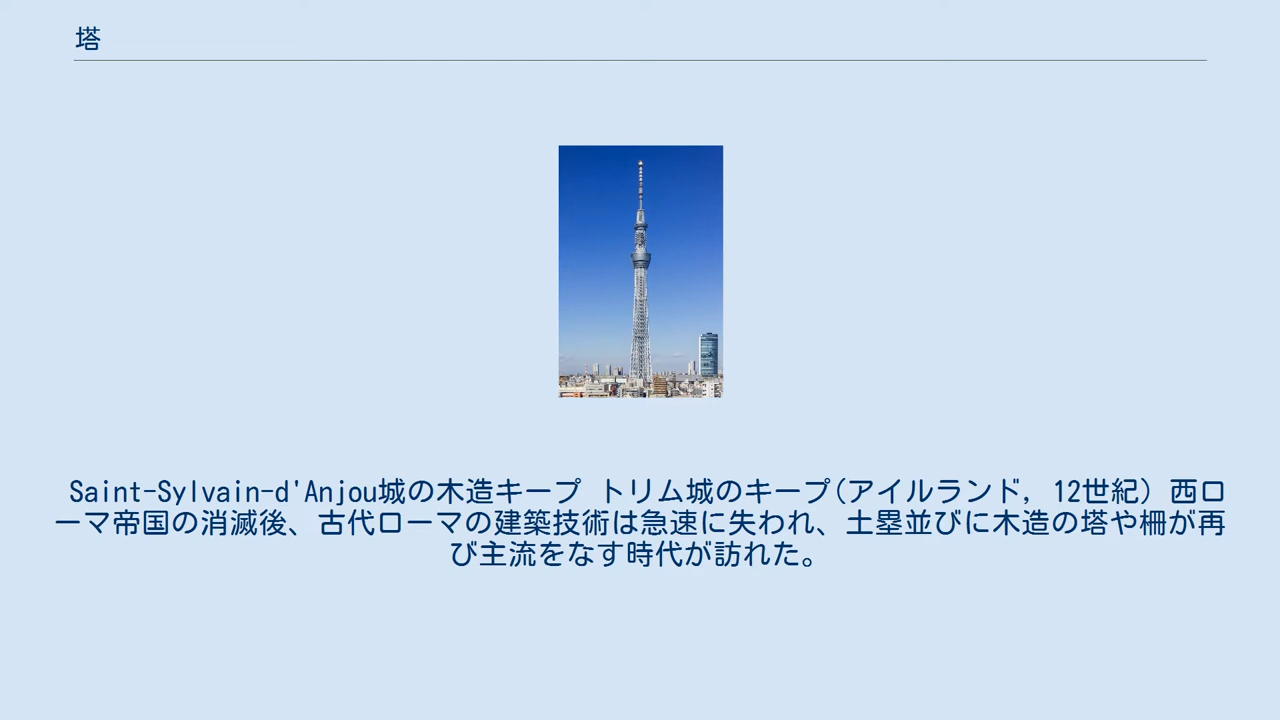 塔
Saint-Sylvain-d'Anjou城の木造キープ トリム城のキープ(アイルランド, 12世紀) 西ロ
ーマ帝国の消滅後、古代ローマの建築技術は急速に失われ、土塁並びに木造の塔や柵が再
び主流をなす時代が訪れた。